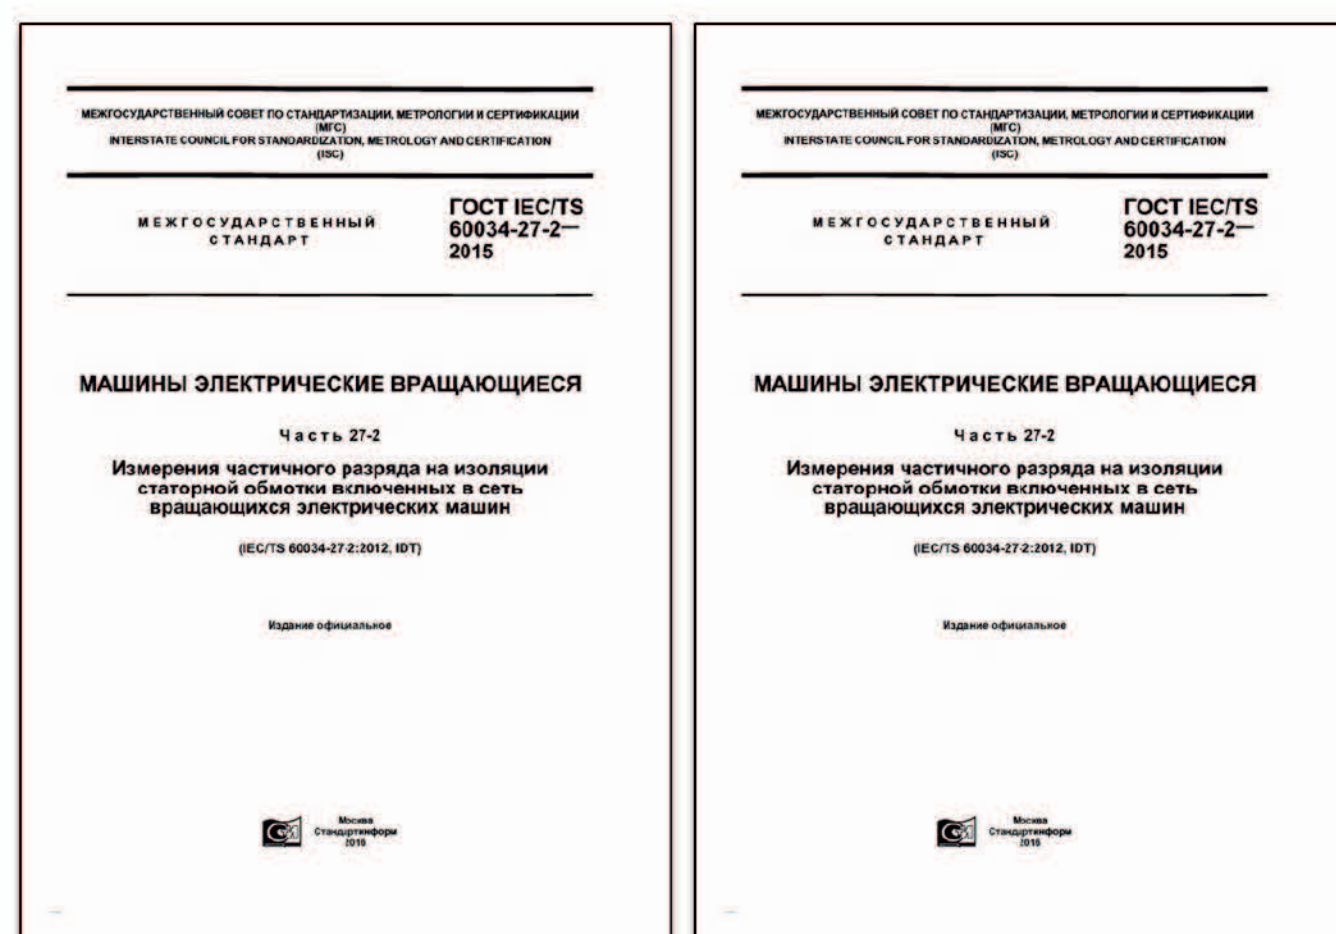 МЕЖГОСУДАРСТВЕННЫЙ СОВЕТ ПО СТАНДАРТИЗАЦИИ, МЕТРОЛОГИИ И СЕРТИФИКАЦИИ
(МГС)
INTERSTATE COUNCIL FOR STANDARDIZATION, METROLOGY AND CERTIFICATION
(ISC)
МЕЖГОСУДАРСТВЕННЫЙ
СТАНДАРТ
ГОСТ IEC/TS
60034-27-2—
2015
МАШИНЫ ЭЛЕКТРИЧЕСКИЕ ВРАЩАЮЩИЕСЯ
Часть 27-2
Измерения частичного разряда на изоляции
статорной обмотки включенных в сеть
вращающихся электрических машин
(IEC/TS 60034-27-2:2012, IDT)
Издание официальное
Москва
Стандартинформ
2016
МЕЖГОСУДАРСТВЕННЫЙ СОВЕТ ПО СТАНДАРТИЗАЦИИ, МЕТРОЛОГИИ И СЕРТИФИКАЦИИ
(МГС)
INTERSTATE COUNCIL FOR STANDARDIZATION, METROLOGY AND CERTIFICATION
(ISC)
МЕЖГОСУДАРСТВЕННЫЙ
СТАНДАРТ
ГОСТ IEC/TS
60034-27-2—
2015
МАШИНЫ ЭЛЕКТРИЧЕСКИЕ ВРАЩАЮЩИЕСЯ
Часть 27-2
Измерения частичного разряда на изоляции
статорной обмотки включенных в сеть
вращающихся электрических машин
(IEC/TS 60034-27-2:2012, IDT)
Издание официальное
Москва
Стандартинформ
2016